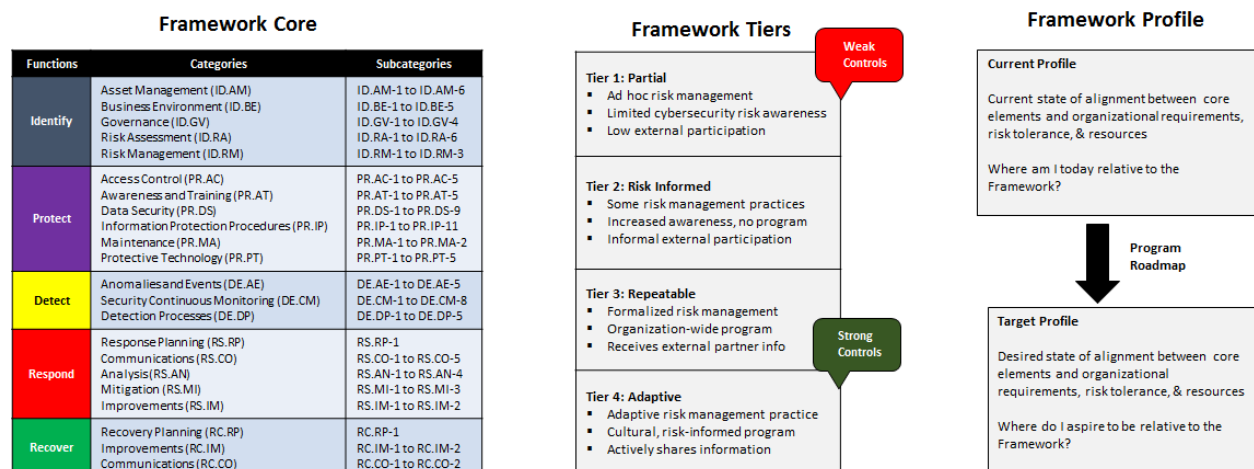 Framework Core
Functions Categories Subcategories
Identify
Asset Management (ID.AM) ID.AM-1 to ID.AM-6
Business Environment (ID.BE) ID.BE-1 to ID.BE-5
Governance (ID.GV) ID.GV-1 to ID.GV-4
Risk Assessment (ID.RA) ID.RA-1 to ID.RA-6
Risk Management (ID.RM) ID.RM-1 to ID.RM-3
Protect
Access Control (PR.AC) PR.AC-1 to PR.AC-5
Awareness and Training (PR.AT) PR.AT-1 to PR.AT-5
Data Security (PR.DS) PR.DS-1 to PR.DS-9
Information Protection Procedures (PR.IP) PR.IP-1 to PR.IP-11
Maintenance (PR.MA) PR.MA-1 to PR.MA-2
Protective Technology (PR.PT) PR.PT-1 to PR.PT-5
Detect
Anomalies and Events (DE.AE) DE.AE-1 to DE.AE-5
Security Continuous Monitoring (DE.CM) DE.CM-1 to DE.CM-8
Detection Processes (DE.DP) DE.DP-1 to DE.DP-5
Respond
Response Planning (RS.RP) RS.RP-1
Communications (RS.CO) RS.CO-1 to RS.CO-5
Analysis (RS.AN) RS.AN-1 to RS.AN-4
Mitigation (RS.MI) RS.MI-1 to RS.MI-3
Improvements (RS.IM) RS.IM-1 to RS.IM-2
Recover
Recovery Planning (RC.RP) RC.RP-1
Improvements (RC.IM) RC.IM-1 to RC.IM-2
Communications (RC.CO) RC.CO-1 to RC.CO-2
Framework Tiers
Weak
Controls
Tier 1: Partial
▪ Ad hoc risk management
▪ Limited cybersecurity risk awareness
▪ Low external participation
Tier 2: Risk Informed
▪ Some risk management practices
▪ Increased awareness, no program
▪ Informal external participation
Tier 3: Repeatable
▪ Formalized risk management
▪ Organization-wide program
▪ Receives external partner info
Strong
Controls
Tier 4: Adaptive
▪ Adaptive risk management practice
▪ Cultural, risk-informed program
▪ Actively shares information
Framework Profile
Current Profile
Current state of alignment between core
elements and organizational requirements,
risk tolerance, & resources
Where am I today relative to the
Framework?
Program
Roadmap
Target Profile
Desired state of alignment between core
elements and organizational
requirements, risk tolerance, & resources
Where do I aspire to be relative to the
Framework?